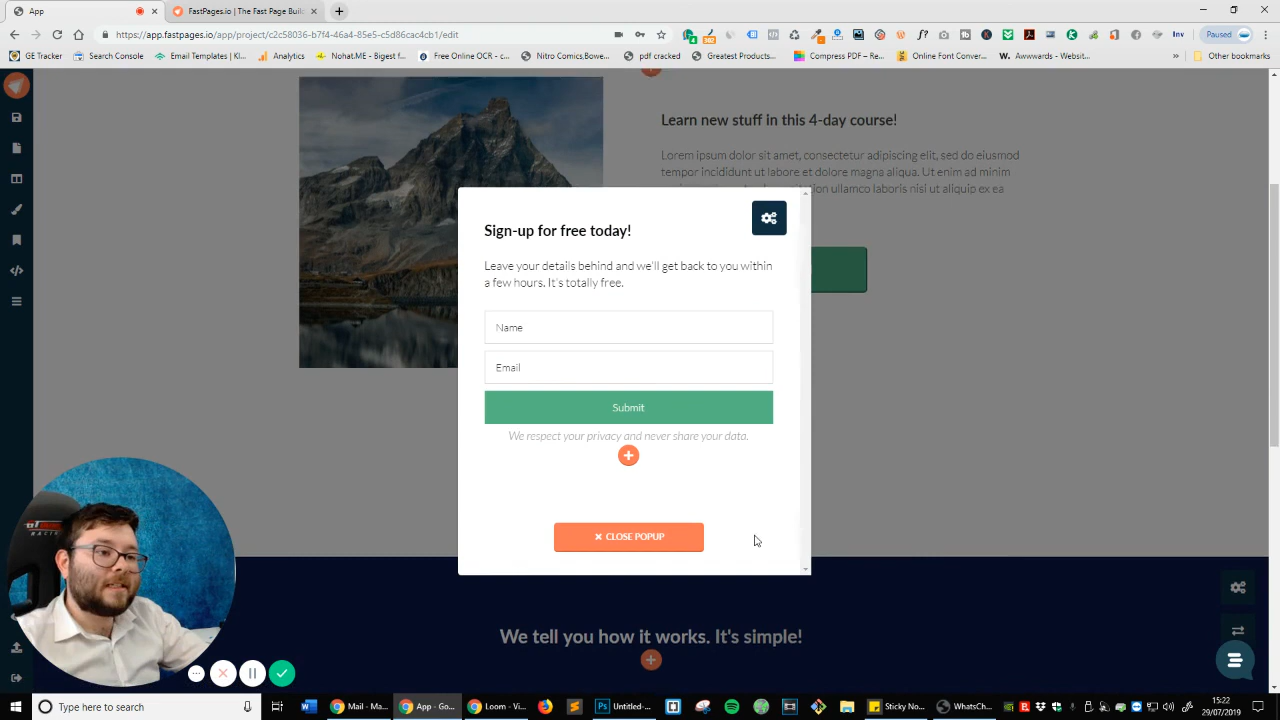 App
FastPages.io | The Fast Page Build
https://app.fastpages.io/app/project/c2c58036-b7f4-46a4-85e5-c5d86cac4cb1/edit
Inv
Paused
4
302
GE Tracker
Search Console
Analytics
NohatME - Bigest f...
Free Online OCR - c...
Nitro Comics,Bowe...
pdf cracked
Greatest Products...
Compress PDF – Re...
Online Font Conver...
Awwwards - Websit...
Learn new stuff in this 4-day course!
Lorem ipsum dolor sit amet, consectetur adipiscing elit, sed do eiusmod
tempor incididunt ut labore et dolore magna aliqua. Ut enim ad minim
ullamco laboris nisi ut aliquip ex ea
Sign-up for free today!
Leave your details behind and we'll get back to you within
a few hours. It's totally free.
Name
Email
Submit
We respect your privacy and never share your data.
CLOSE POPUP
We tell you how it works. It's simple!
RACI
Type here to search
Mail - Ma...
App - Go...
Loom - Vi...
Untitled-...
Sticky No...
WhatsCh...
15:22
29/07/2019